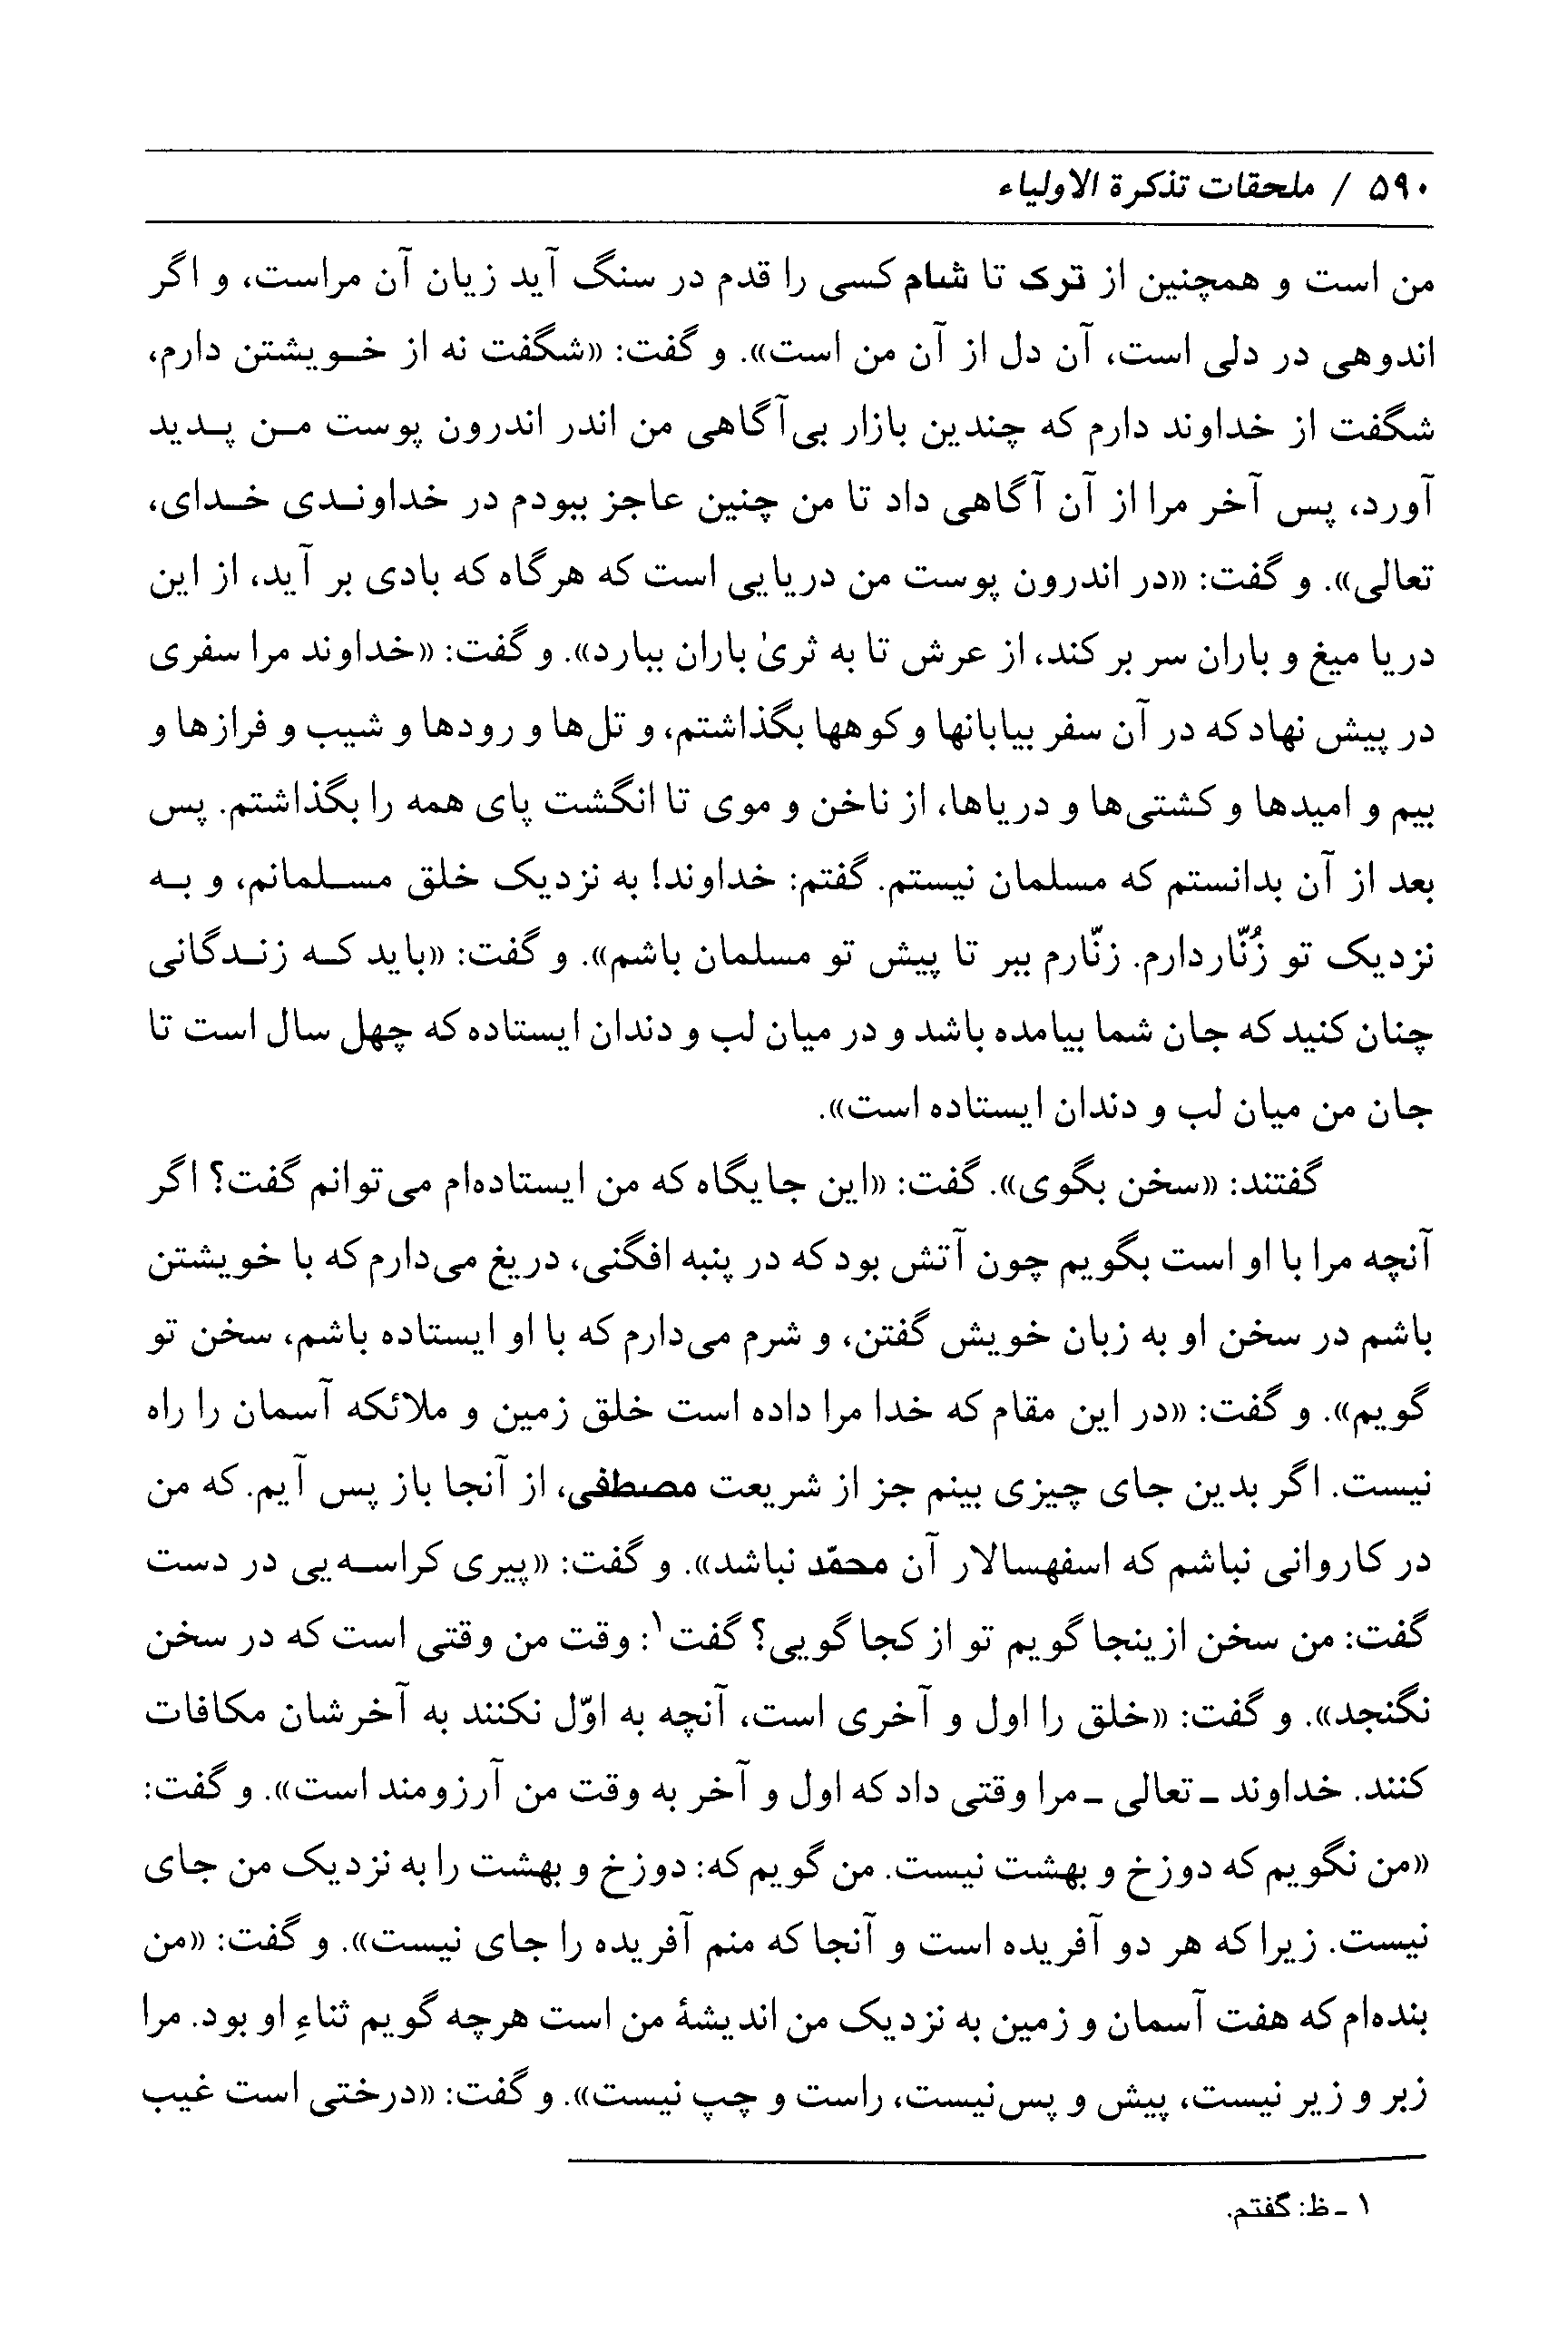 ۵۹۰ / ملحقات تذکرة الاولیاء
من است و همچنین از ترک تا شام کسی را قدم در سنگ آید زیان آن مراست، و اگر
اندوهی در دلی است، آن دل از آن من است». و گفت: «شگفت نه از خویشتن دارم،
شگفت از خداوند دارم که چندین بازار بی‌آگاهی من اندر اندرون پوست من پدید
آورد، پس آخر مرا از آن آگاهی داد تا من چنین عاجز ببودم در خداوندی خدای،
تعالی». و گفت: «در اندرون پوست من دریایی است که هرگاه که بادی بر آید، از این
دریا میغ و باران سر بر کند، از عرش تا به ثریٰ باران ببارد». و گفت: «خداوند مرا سفری
در پیش نهاد که در آن سفر بیابانها و کوهها بگذاشتم، و تل‌ها و رودها و شیب و فرازها و
بیم و امیدها و کشتی‌ها و دریاها، از ناخن و موی تا انگشت پای همه را بگذاشتم. پس
بعد از آن بدانستم که مسلمان نیستم. گفتم: خداوند! به نزدیک خلق مسلمانم، و به
نزدیک تو زُنّاردارم. زنّارم ببر تا پیش تو مسلمان باشم». و گفت: «باید که زندگانی
چنان کنید که جان شما بیامده باشد و در میان لب و دندان ایستاده که چهل سال است تا
جان من میان لب و دندان ایستاده است».
گفتند: «سخن بگوی». گفت: «این جایگاه که من ایستاده‌ام می‌توانم گفت؟ اگر
آنچه مرا با او است بگویم چون آتش بود که در پنبه افگنی، دریغ می‌دارم که با خویشتن
باشم در سخن او به زبان خویش گفتن، و شرم می‌دارم که با او ایستاده باشم، سخن تو
گویم». و گفت: «در این مقام که خدا مرا داده است خلق زمین و ملائکه آسمان را راه
نیست. اگر بدین جای چیزی بینم جز از شریعت مصطفی، از آنجا باز پس آیم. که من
در کاروانی نباشم که اسفهسالار آن محمّد نباشد». و گفت: «پیری کراسه‌یی در دست
گفت: من سخن ازینجا گویم تو از کجا گویی؟ گفت۱: وقت من وقتی است که در سخن
نگنجد». و گفت: «خلق را اول و آخری است، آنچه به اوّل نکنند به آخرشان مکافات
کنند. خداوند ـ تعالی ـ مرا وقتی داد که اول و آخر به وقت من آرزومند است». و گفت:
«من نگویم که دوزخ و بهشت نیست. من گویم که: دوزخ و بهشت را به نزدیک من جای
نیست. زیرا که هر دو آفریده است و آنجا که منم آفریده را جای نیست». و گفت: «من
بنده‌ام که هفت آسمان و زمین به نزدیک من اندیشهٔ من است هرچه گویم ثناءِ او بود. مرا
زبر و زیر نیست، پیش و پس نیست، راست و چپ نیست». و گفت: «درختی است غیب
۱ ـ ظ: گفتم.